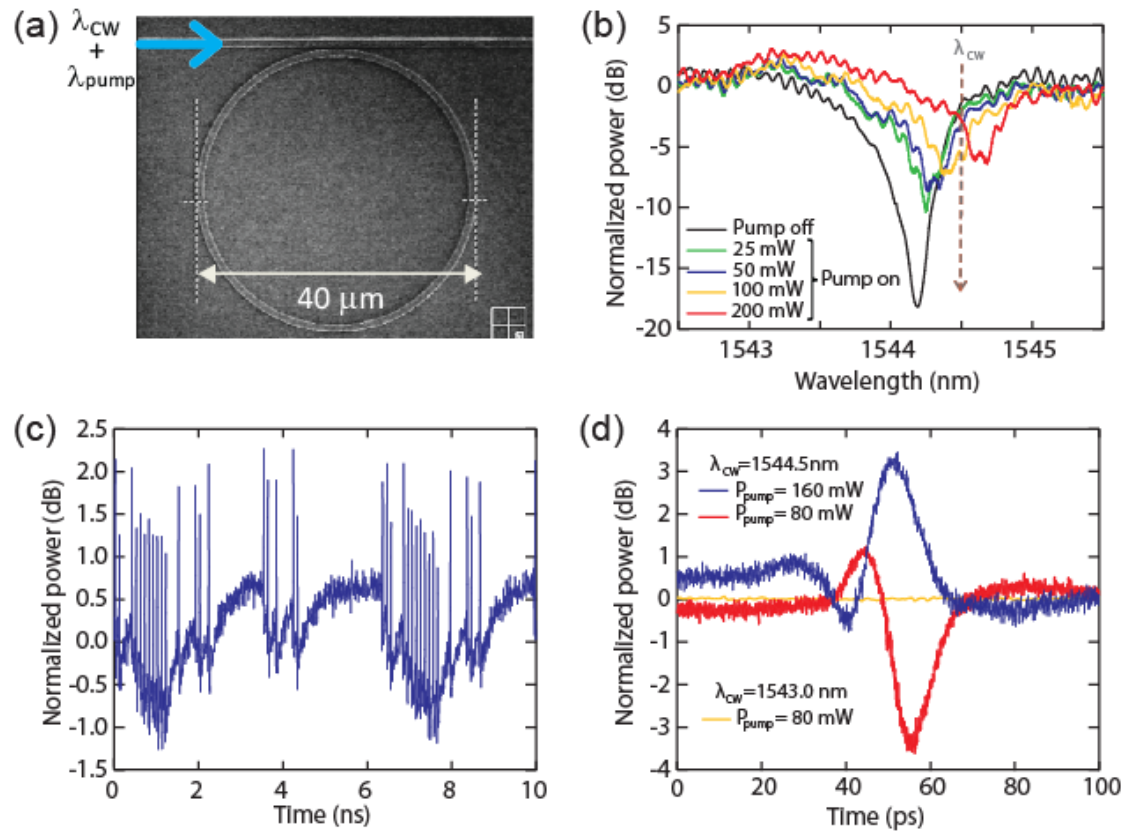 (a)
λCW
+
λpump
40 μm
(b)
Normalized power (dB)
5
0
-5
-10
-15
-20
λCW
Pump off
25 mW
50 mW
100 mW
200 mW
Pump on
1543
1544
1545
Wavelength (nm)
(c)
Normalized power (dB)
2.5
2.0
1.5
1.0
0.5
0.0
-0.5
-1.0
-1.5
0
2
4
6
8
10
Time (ns)
(d)
Normalized power (dB)
4
3
2
1
0
-1
-2
-3
-4
λCW=1544.5nm
Ppump= 160 mW
Ppump= 80 mW
λCW=1543.0 nm
Ppump= 80 mW
0
20
40
60
80
100
Time (ps)